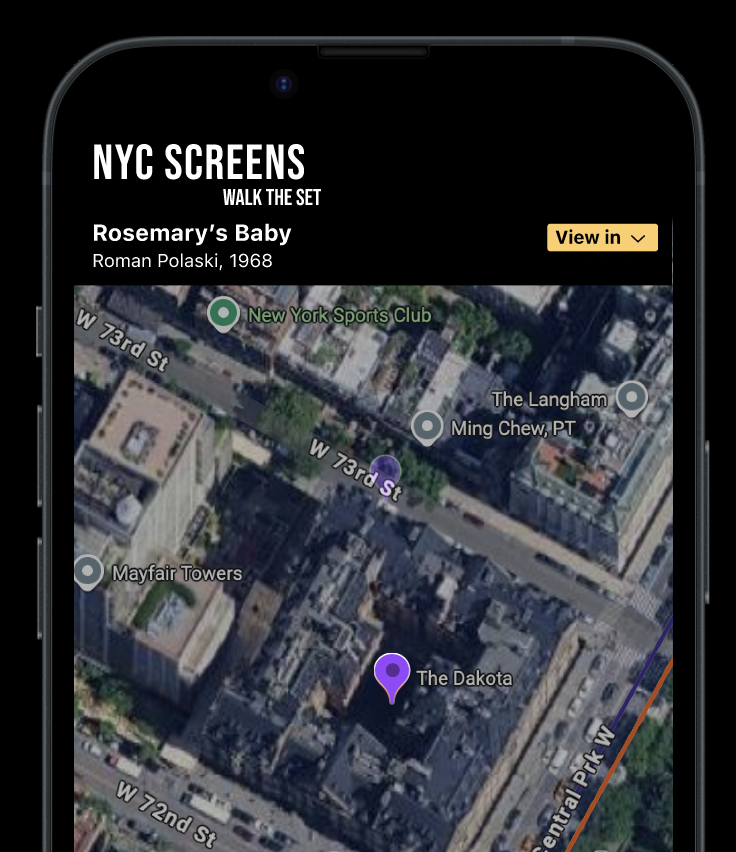 NYC SCREENS
WALK THE SET
Rosemary's Baby
View in
Roman Polaski, 1968
New York Sports Club
W 73rd St
The Langham
Ming Chew, PT
W 73rd St
Mayfair Towers
The Dakota
Central Prk W
W 72nd St